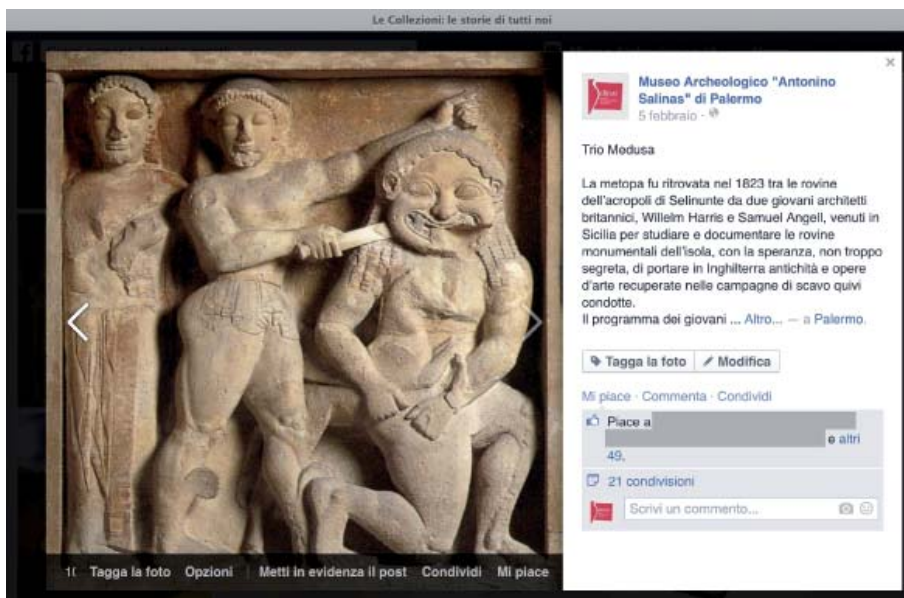 Le Collezioni: le storie di tutti noi
Museo Archeologico "Antonino
Salinas" di Palermo
5 febbraio ·
Trio Medusa
La metopa fu ritrovata nel 1823 tra le rovine
dell'acropoli di Selinunte da due giovani architetti
britannici, Willelm Harris e Samuel Angell, venuti in
Sicilia per studiare e documentare le rovine
monumentali dell'isola, con la speranza, non troppo
segreta, di portare in Inghilterra antichità e opere
d'arte recuperate nelle campagne di scavo quivi
condotte.
Il programma dei giovani ... Altro... — a Palermo.
Tagga la foto Modifica
Mi piace · Commenta · Condividi
Piace a
e altri
49.
21 condivisioni
Scrivi un commento...
Tagga la foto Opzioni Metti in evidenza il post Condividi Mi piace